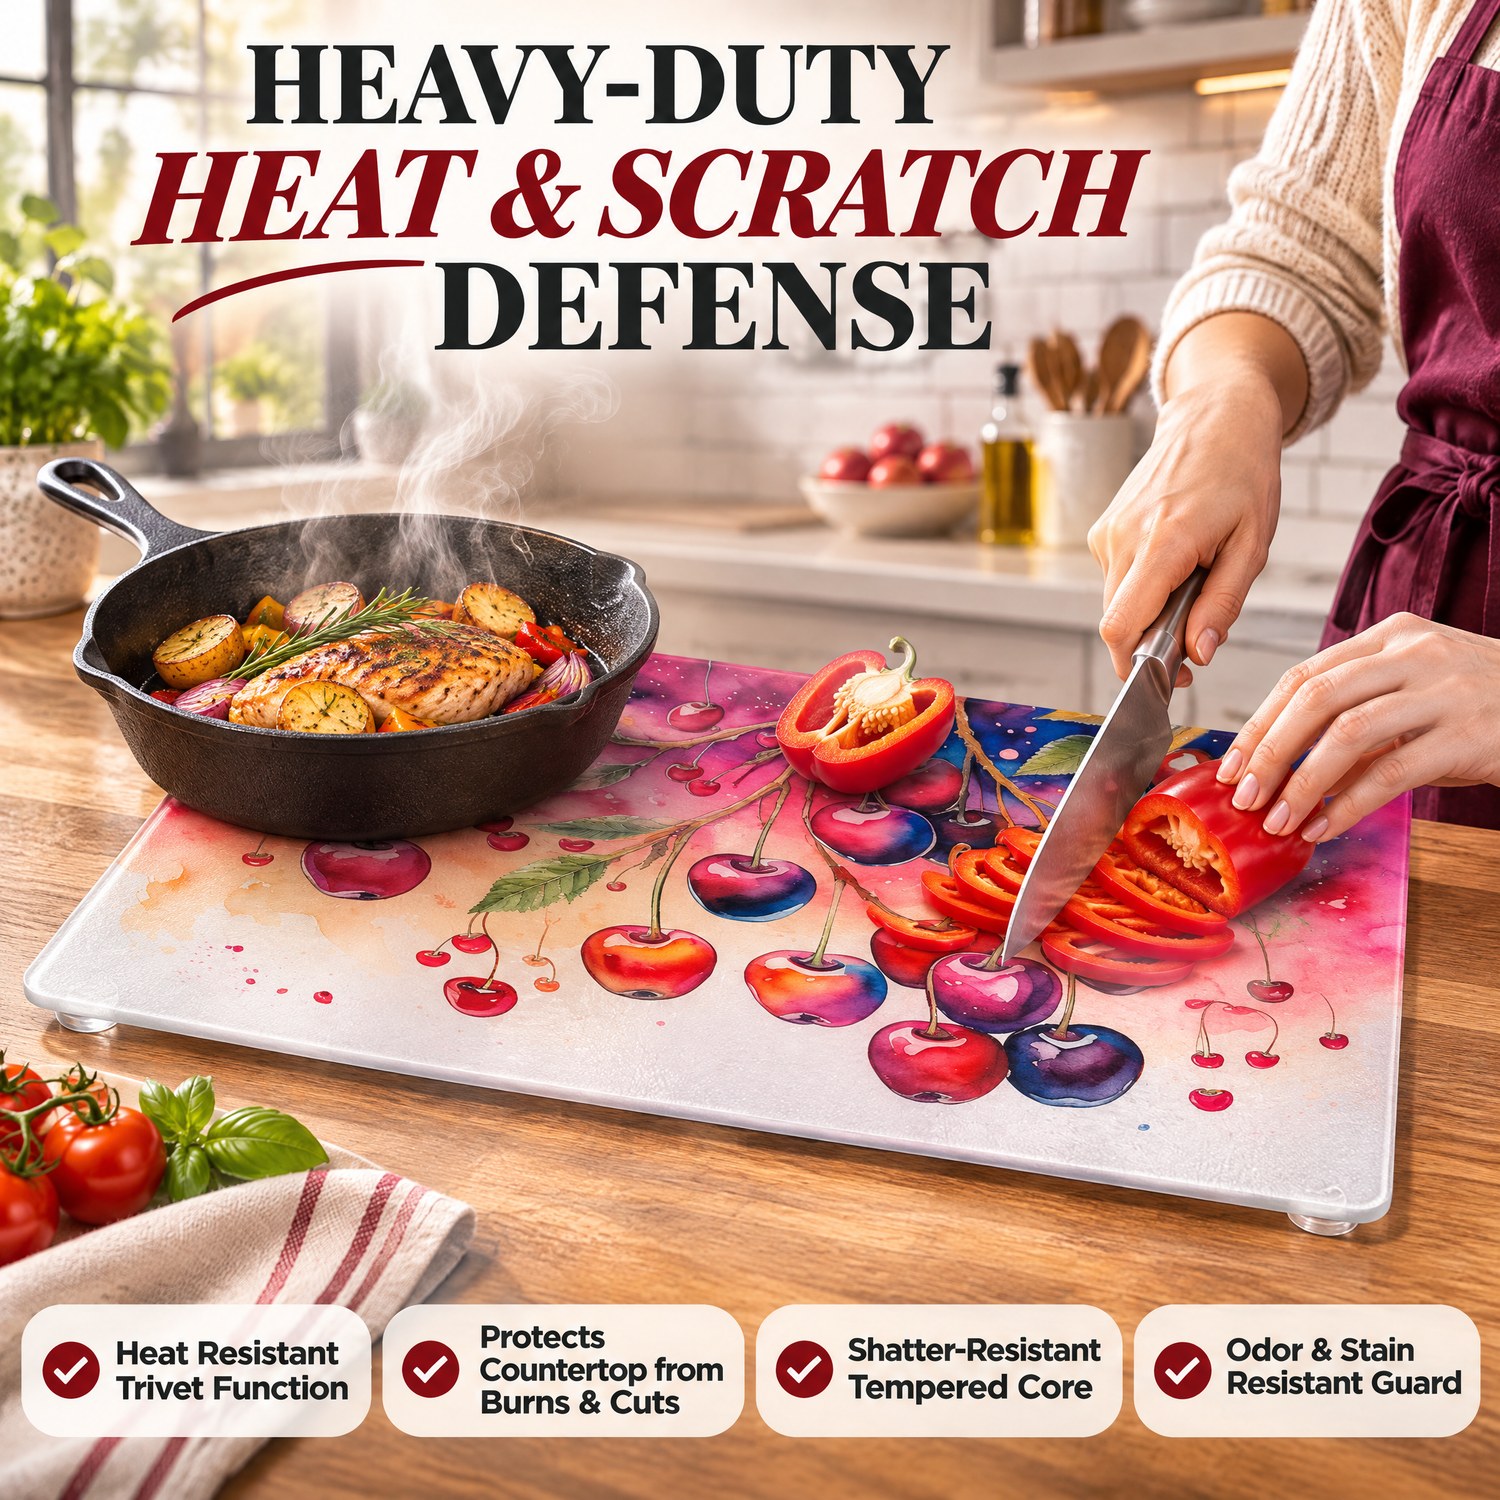 HEAVY-DUTY
HEAT & SCRATCH
DEFENSE
Heat Resistant
Trivet Function
Protects
Countertop from
Burns & Cuts
Shatter-Resistant
Tempered Core
Odor & Stain
Resistant Guard